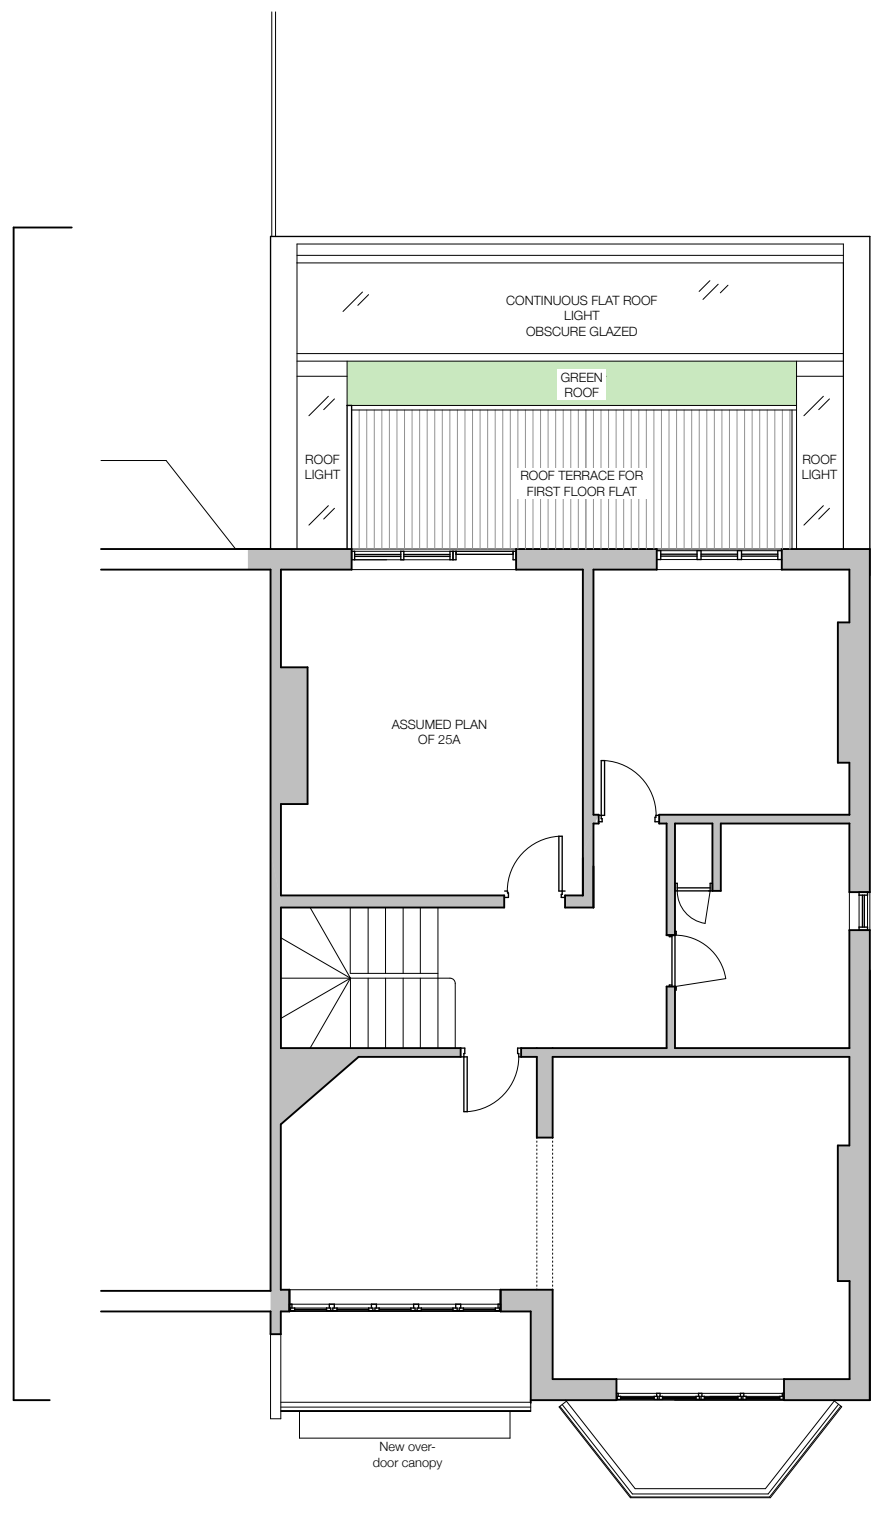 CONTINUOUS FLAT ROOF
LIGHT
OBSCURE GLAZED
GREEN
ROOF
ROOF
LIGHT
ROOF TERRACE FOR
FIRST FLOOR FLAT
ROOF
LIGHT
ASSUMED PLAN
OF 25A
New over-
door canopy